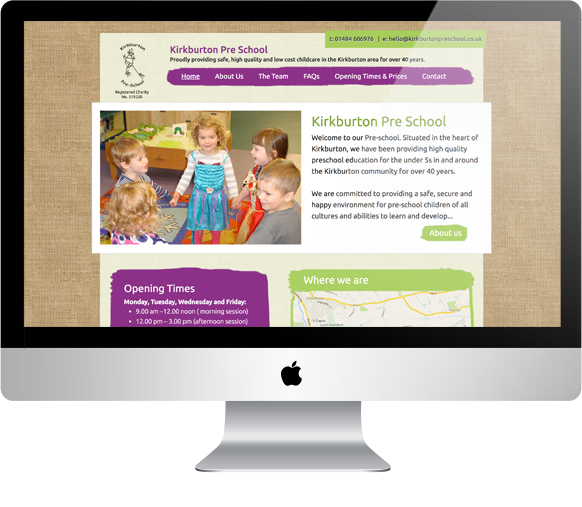 t: 01484 606976 | e: hello@kirkburtonpreschool.co.uk
Kirkburton
Pre-School
Registered Charity
No. 519330
Kirkburton Pre School
Proudly providing safe, high quality and low cost childcare in the Kirkburton area for over 40 years.
Home About Us The Team FAQs Opening Times & Prices Contact
Kirkburton Pre School
Welcome to our Pre-school. Situated in the heart of
Kirkburton, we have been providing high quality
preschool education for the under 5s in and around
the Kirkburton community for over 40 years.
We are committed to providing a safe, secure and
happy environment for pre-school children of all
cultures and abilities to learn and develop...
About us
Opening Times
Monday, Tuesday, Wednesday and Friday:
• 9.00 am –12.00 noon ( morning session)
• 12.00 pm – 3.00 pm (afternoon session)
Where we are